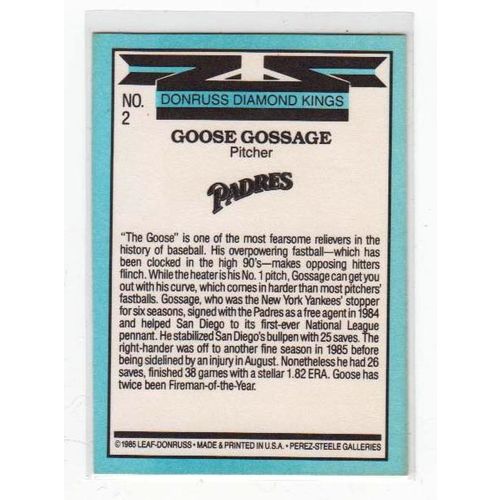 DONRUSS DIAMOND KINGS
NO.
2
GOOSE GOSSAGE
Pitcher
PADRES
"The Goose" is one of the most fearsome relievers in the
history of baseball. His overpowering fastball—which has
been clocked in the high 90's—makes opposing hitters
flinch. While the heater is his No. 1 pitch, Gossage can get you
out with his curve, which comes in harder than most pitchers'
fastballs. Gossage, who was the New York Yankees' stopper
for six seasons, signed with the Padres as a free agent in 1984
and helped San Diego to its first-ever National League
pennant. He stabilized San Diego's bullpen with 25 saves. The
right-hander was off to another fine season in 1985 before
being sidelined by an injury in August. Nonetheless he had 26
saves, finished 38 games with a stellar 1.82 ERA. Goose has
twice been Fireman-of-the-Year.
©1985 LEAF-DONRUSS • MADE & PRINTED IN U.S.A. • PEREZ-STEELE GALLERIES